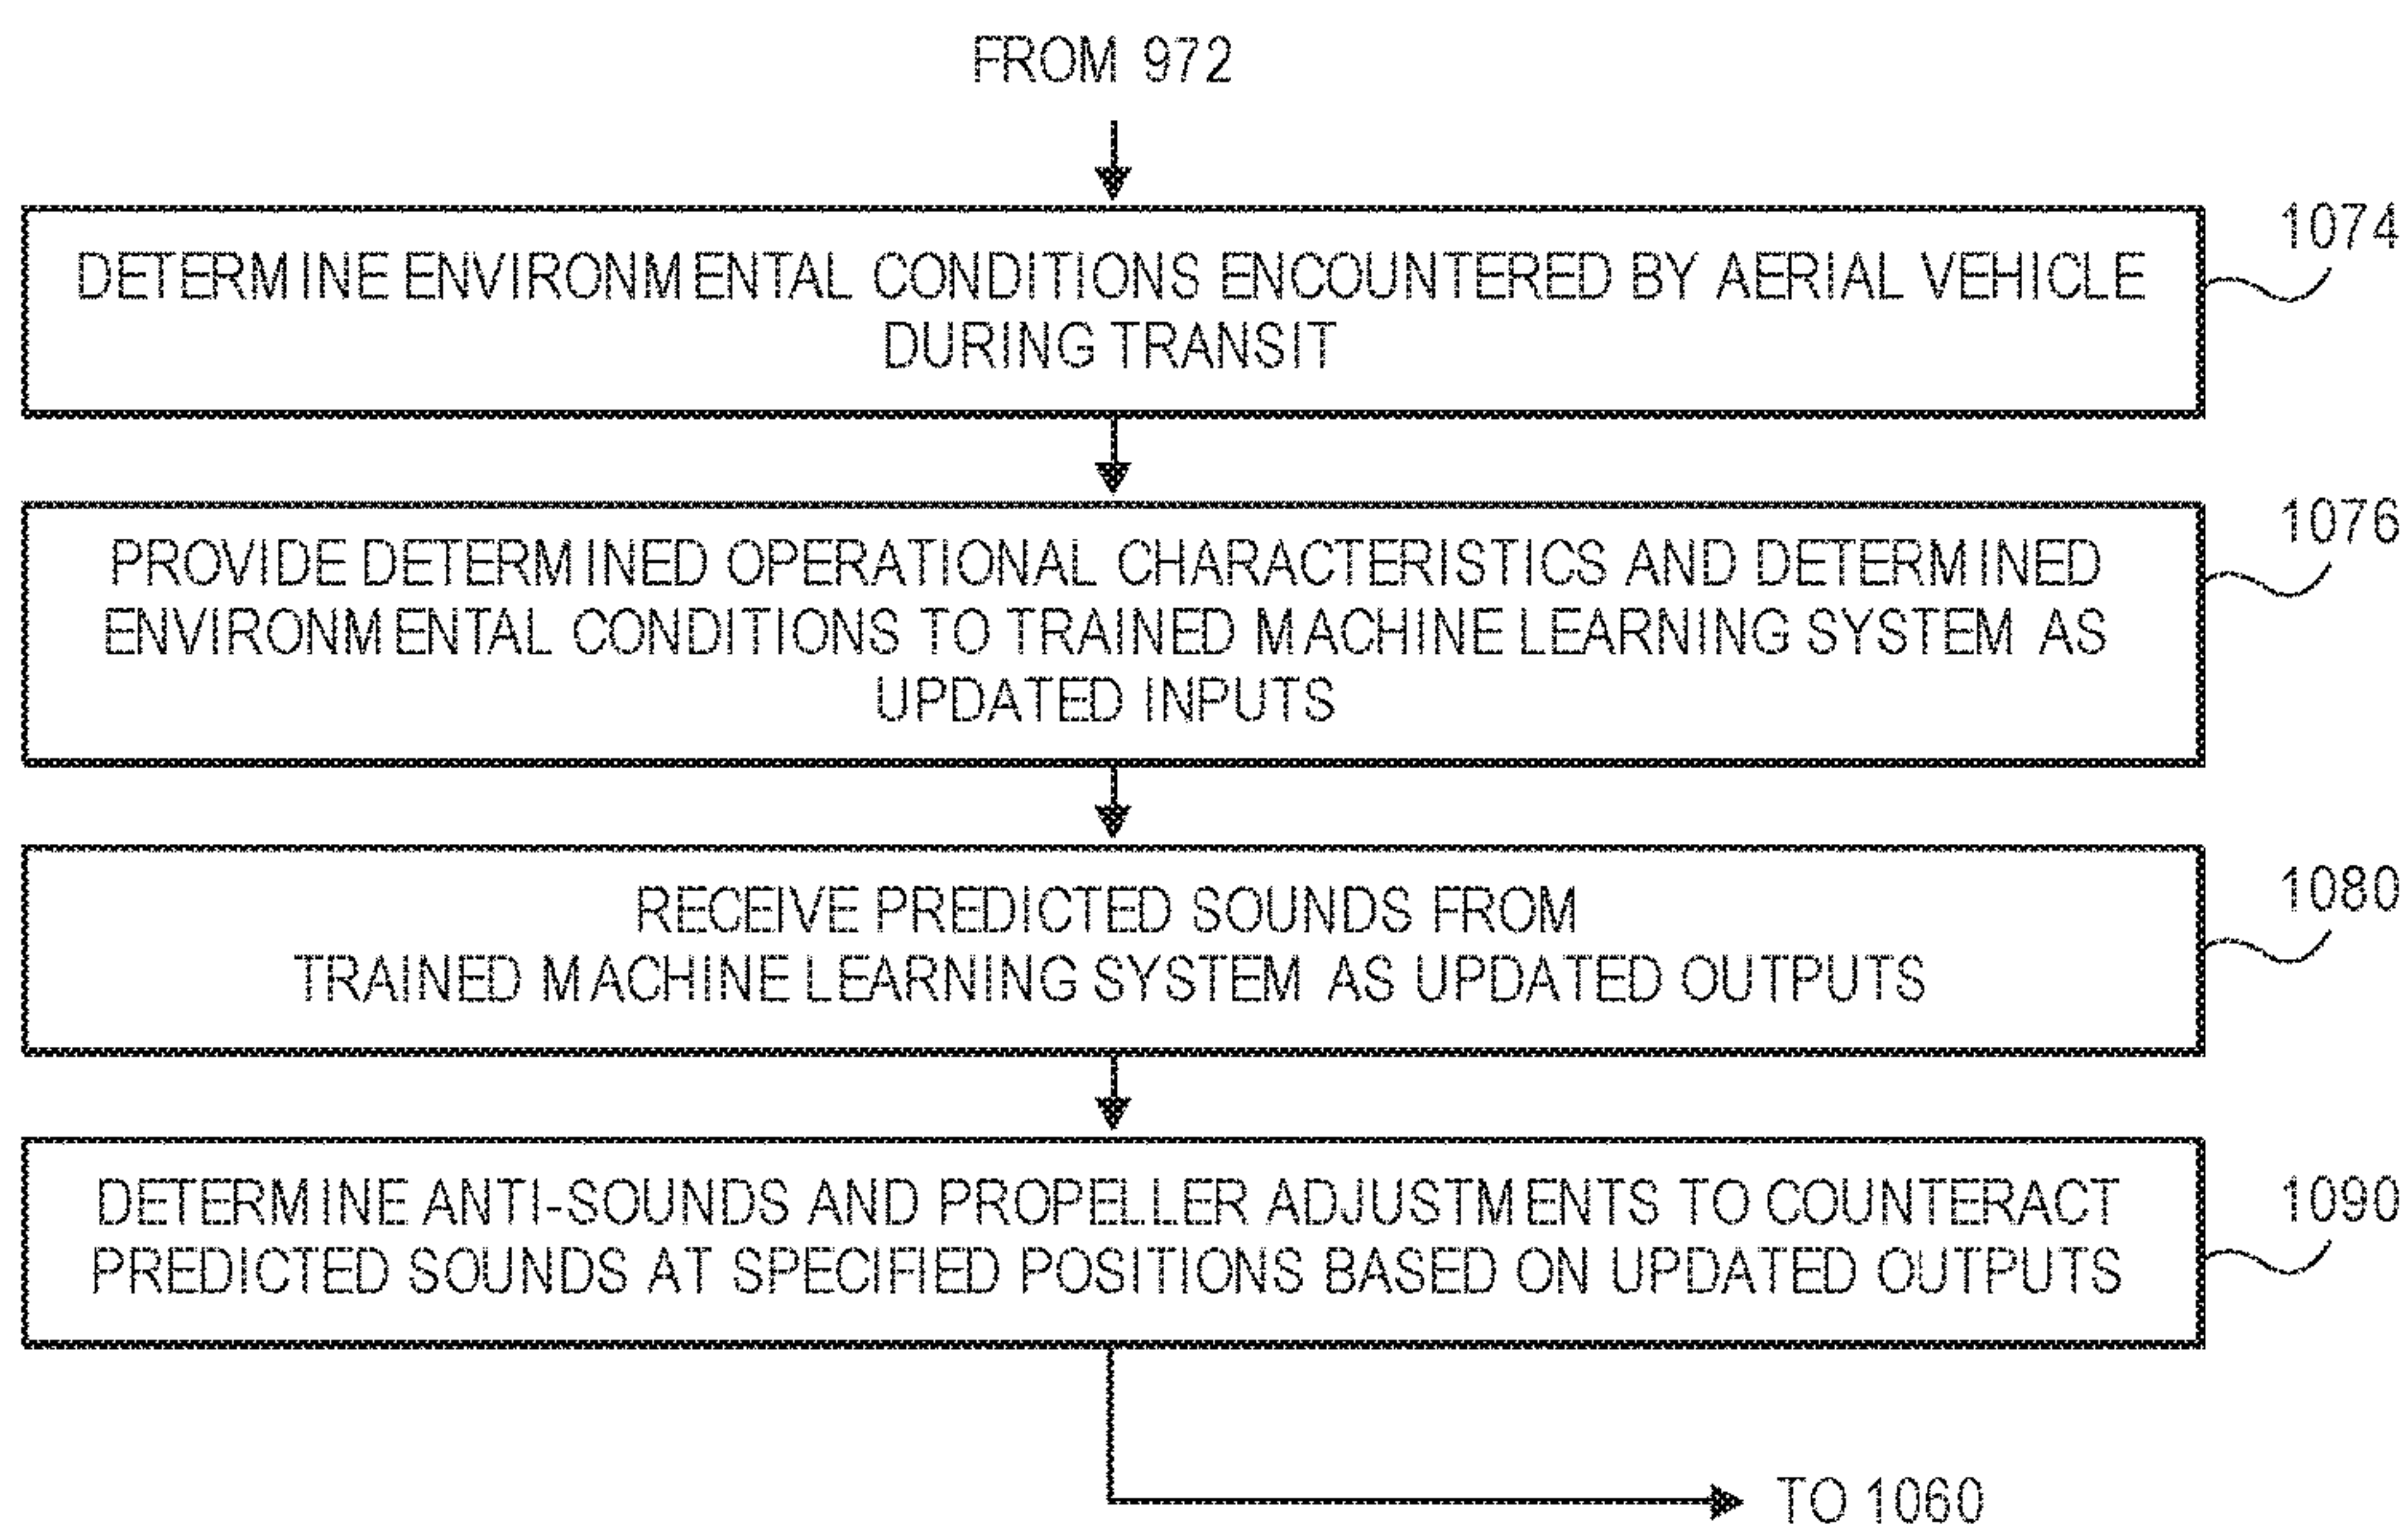 FROM 972
1074
DETERMINE ENVIRONMENTAL CONDITIONS ENCOUNTERED BY AERIAL VEHICLE
DURING TRANSIT
1076
PROVIDE DETERMINED OPERATIONAL CHARACTERISTICS AND DETERMINED
ENVIRONMENTAL CONDITIONS TO TRAINED MACHINE LEARNING SYSTEM AS
UPDATED INPUTS
1080
RECEIVE PREDICTED SOUNDS FROM
TRAINED MACHINE LEARNING SYSTEM AS UPDATED OUTPUTS
1090
DETERMINE ANTI-SOUNDS AND PROPELLER ADJUSTMENTS TO COUNTERACT
PREDICTED SOUNDS AT SPECIFIED POSITIONS BASED ON UPDATED OUTPUTS
TO 1060